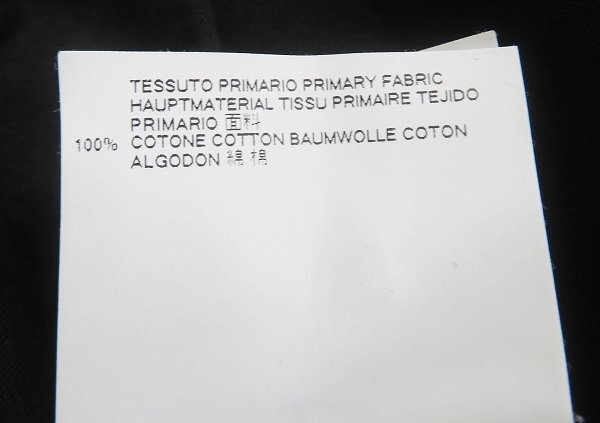 TESSUTO PRIMARIO PRIMARY FABRIC
HAUPTMATERIAL TISSU PRIMAIRE TEJIDO
PRIMARIO 面料
100% COTONE COTTON BAUMWOLLE COTON
ALGODON 綿 棉